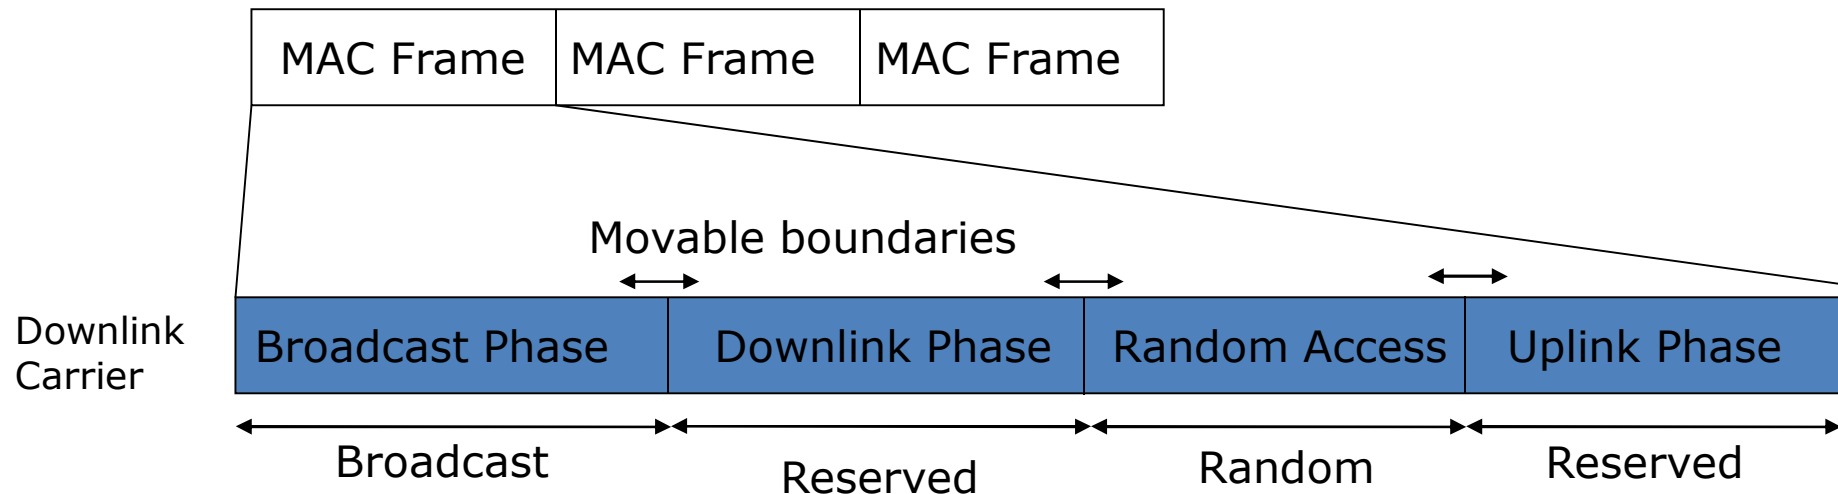 MAC Frame MAC Frame MAC Frame
Movable boundaries
Downlink
Carrier
Broadcast Phase Downlink Phase Random Access Uplink Phase
Broadcast Reserved Random Reserved